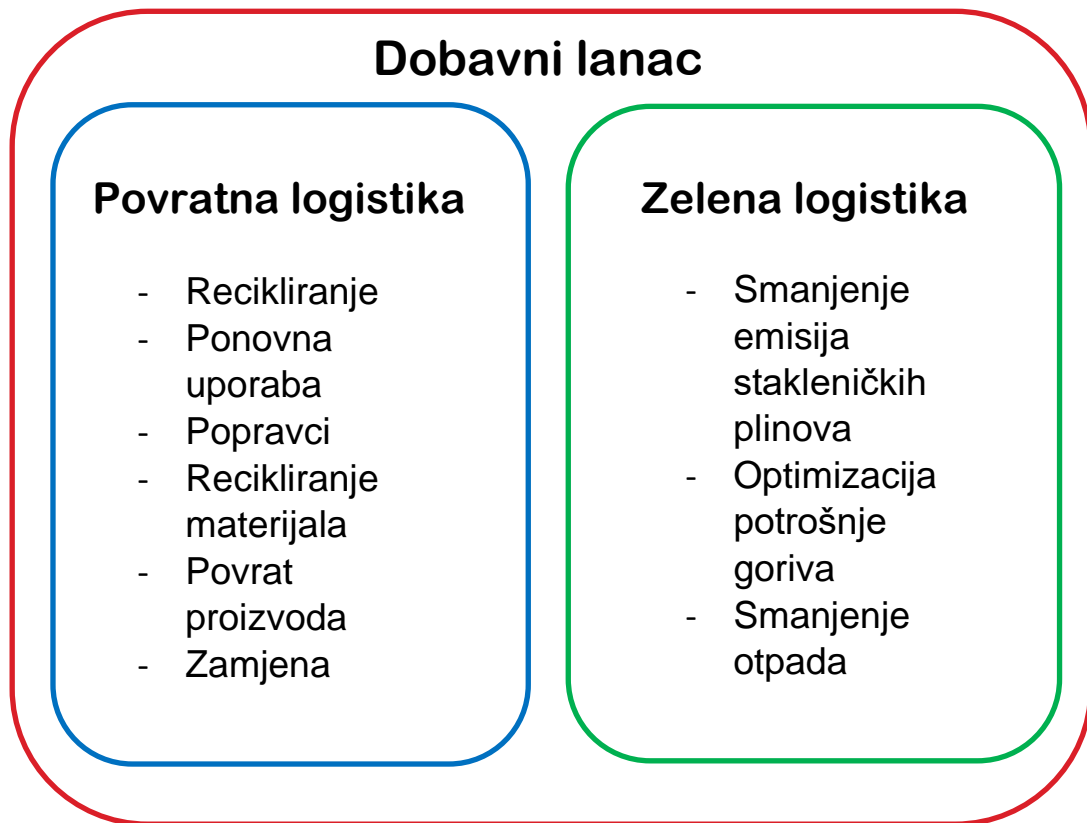 Dobavni lanac
Povratna logistika
- Recikliranje
- Ponovna
uporaba
- Popravci
- Recikliranje
materijala
- Povrat
proizvoda
- Zamjena
Zelena logistika
- Smanjenje
emisija
stakleničkih
plinova
- Optimizacija
potrošnje
goriva
- Smanjenje
otpada